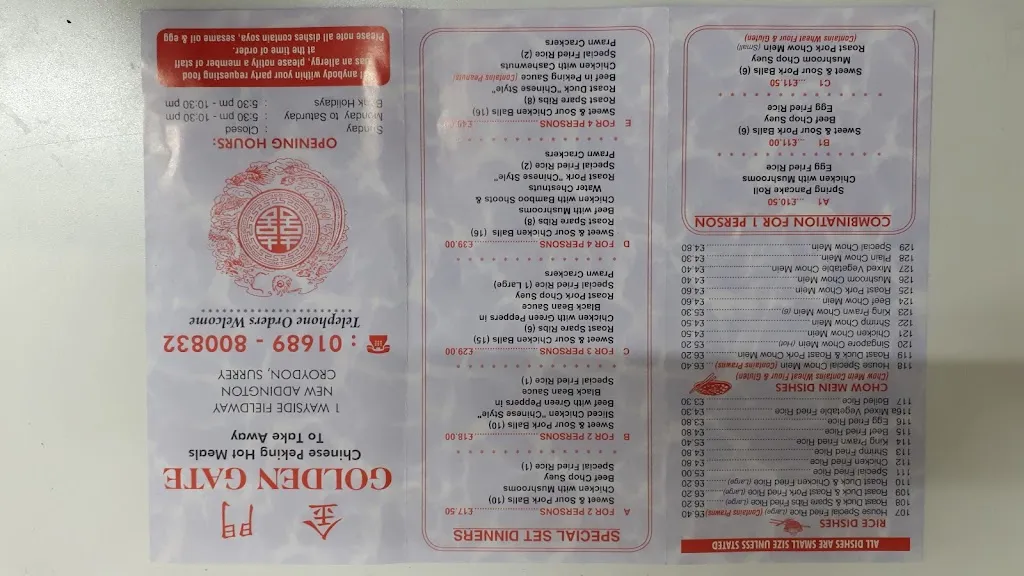 ALL DISHES ARE SMALL SIZE UNLESS STATED
RICE DISHES
107 House Special Fried Rice (Large) (Contains Prawns) £6.40
108 Roast Duck & Spare Ribs Fried Rice (Large) £6.20
109 Roast Duck & Roast Pork Fried Rice (Large) £6.20
110 Roast Duck & Chicken Fried Rice (Large) £6.20
111 Special Fried Rice £5.00
112 Chicken Fried Rice £4.80
113 Shrimp Fried Rice £4.80
114 King Prawn Fried Rice £5.40
115 Beef Fried Rice £4.80
116 Egg Fried Rice £3.80
116a Mixed Vegetable Fried Rice £4.30
117 Boiled Rice £3.30
CHOW MEIN DISHES
(Chow Mein Contains Wheat Flour & Gluten)
118 House Special Chow Mein (Contains Prawns) £6.40
119 Roast Duck & Roast Pork Chow Mein £6.20
120 Singapore Chow Mein (Hot) £5.20
121 Chicken Chow Mein £4.50
122 Shrimp Chow Mein £4.50
123 King Prawn Chow Mein (6) £5.30
124 Beef Chow Mein £4.60
125 Roast Pork Chow Mein £4.60
126 Mushroom Chow Mein £4.40
127 Mixed Vegetable Chow Mein £4.40
128 Plain Chow Mein £4.30
129 Special Chow Mein £4.80
COMBINATION FOR 1 PERSON
A1 ...£10.50
Spring Pancake Roll
Chicken with Mushrooms
Egg Fried Rice
B1 ...£11.00
Sweet & Sour Pork Balls (6)
Beef Chop Suey
Egg Fried Rice
C1 ...£11.50
Sweet & Sour Pork Balls (6)
Mushroom Chop Suey
Roast Pork Chow Mein (Small)
(Contains Wheat Flour & Gluten)
SPECIAL SET DINNERS
A FOR 2 PERSONS £17.50
Sweet & Sour Pork Balls (10)
Chicken with Mushrooms
Beef Chop Suey
Special Fried Rice (1)
B FOR 2 PERSONS £18.00
Sweet & Sour Pork Balls (10)
Sliced Chicken "Chinese Style"
Beef with Green Peppers in
Black Bean Sauce
Special Fried Rice (1)
C FOR 3 PERSONS £29.00
Sweet & Sour Chicken Balls (15)
Roast Spare Ribs (6)
Chicken with Green Peppers in
Black Bean Sauce
Roast Pork Chop Suey
Special Fried Rice (1 Large)
Prawn Crackers
D FOR 4 PERSONS £39.00
Sweet & Sour Chicken Balls (16)
Roast Spare Ribs (8)
Beef with Mushrooms
Chicken with Bamboo Shoots &
Water Chestnuts
Roast Pork "Chinese Style"
Special Fried Rice (2)
Prawn Crackers
E FOR 4 PERSONS
Sweet & Sour Chicken Balls (16)
Roast Spare Ribs (8)
Roast Duck "Chinese Style"
Beef in Peking Sauce (Contains Peanuts)
Chicken with Cashewnuts
Special Fried Rice (2)
Prawn Crackers
金門
GOLDEN GATE
Chinese Peking Hot Meals
To Take Away
1 WAYSIDE FIELDWAY
NEW ADDINGTON
CROYDON, SURREY
☎ : 01689 - 800832
Telephone Orders Welcome
OPENING HOURS:
Sunday : Closed
Monday to Saturday : 5:30 pm - 10:30 pm
Bank Holidays : 5:30 pm - 10:30 pm
If anybody within your party requesting food
has an allergy, please notify a member of staff
at the time of order.
Please note all dishes contain soya, sesame oil & egg